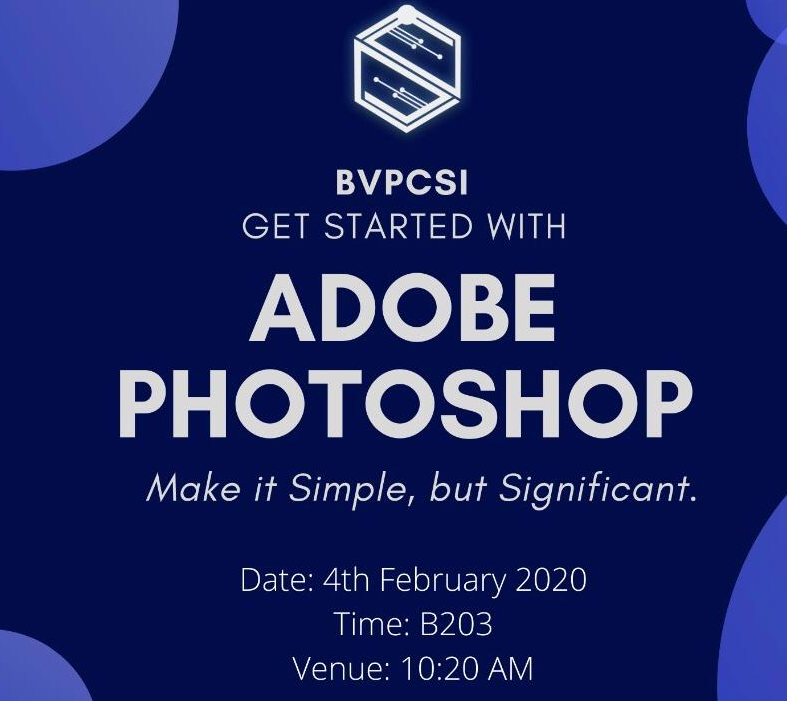 BVPCSI
GET STARTED WITH
ADOBE
PHOTOSHOP
Make it Simple, but Significant.
Date: 4th February 2020
Time: B203
Venue: 10:20 AM